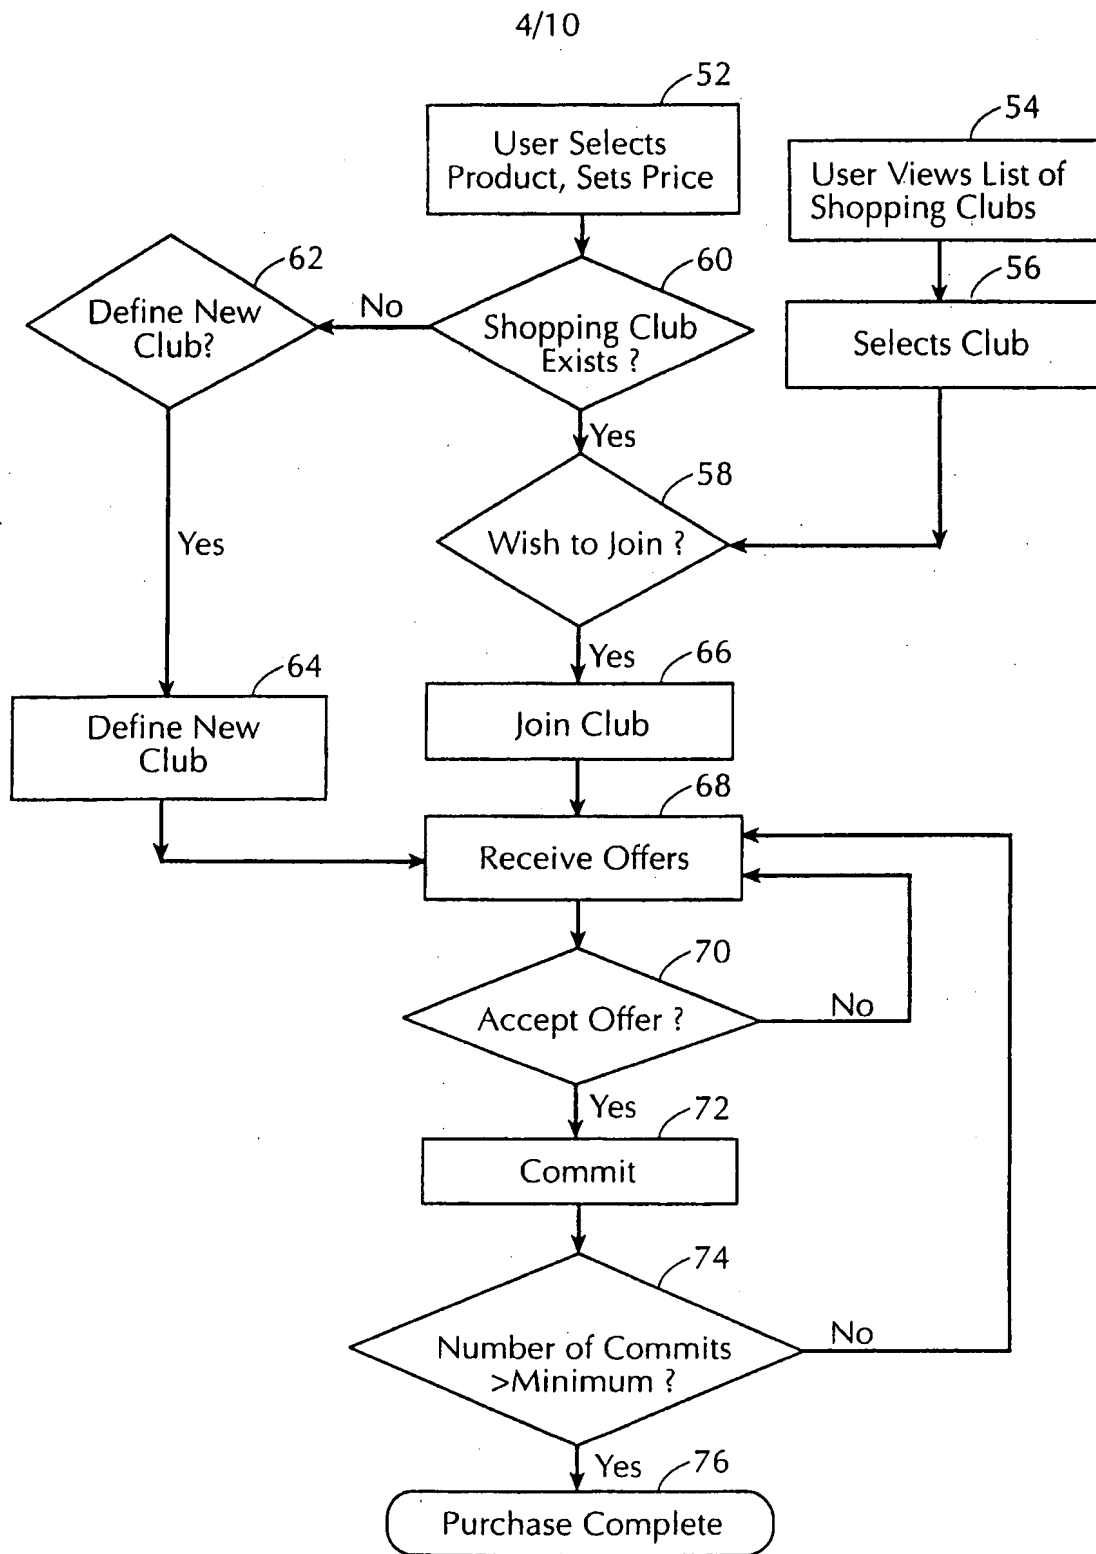 4/10
52
User Selects
Product, Sets Price
54
User Views List of
Shopping Clubs
62
Define New
Club?
No
60
Shopping Club
Exists ?
56
Selects Club
Yes
58
Wish to Join ?
Yes
Yes
64
Define New
Club
66
Join Club
68
Receive Offers
70
Accept Offer ?
No
Yes
72
Commit
74
Number of Commits
>Minimum ?
No
Yes
76
Purchase Complete